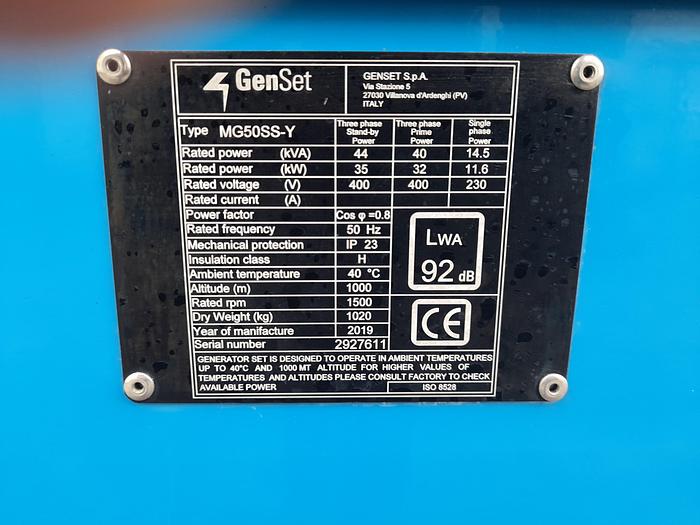 GenSet
GENSET S.p.A.
Via Stazione 5
27030 Villanova d'Ardenghi (PV)
ITALY
Type MG50SS-Y
Three phase Stand-by Power
Three phase Prime Power
Single phase Power
Rated power (kVA) 44 40 14.5
Rated power (kW) 35 32 11.6
Rated voltage (V) 400 400 230
Rated current (A)
Power factor Cos φ =0.8
Rated frequency 50 Hz
Mechanical protection IP 23
Insulation class H
Ambient temperature 40 °C
Altitude (m) 1000
Rated rpm 1500
Dry Weight (kg) 1020
Year of manifacture 2019
Serial number 2927611
LWA
92 dB
CE
GENERATOR SET IS DESIGNED TO OPERATE IN AMBIENT TEMPERATURES
UP TO 40°C AND 1000 MT ALTITUDE FOR HIGHER VALUES OF
TEMPERATURES AND ALTITUDES PLEASE CONSULT FACTORY TO CHECK
AVAILABLE POWER
ISO 8528